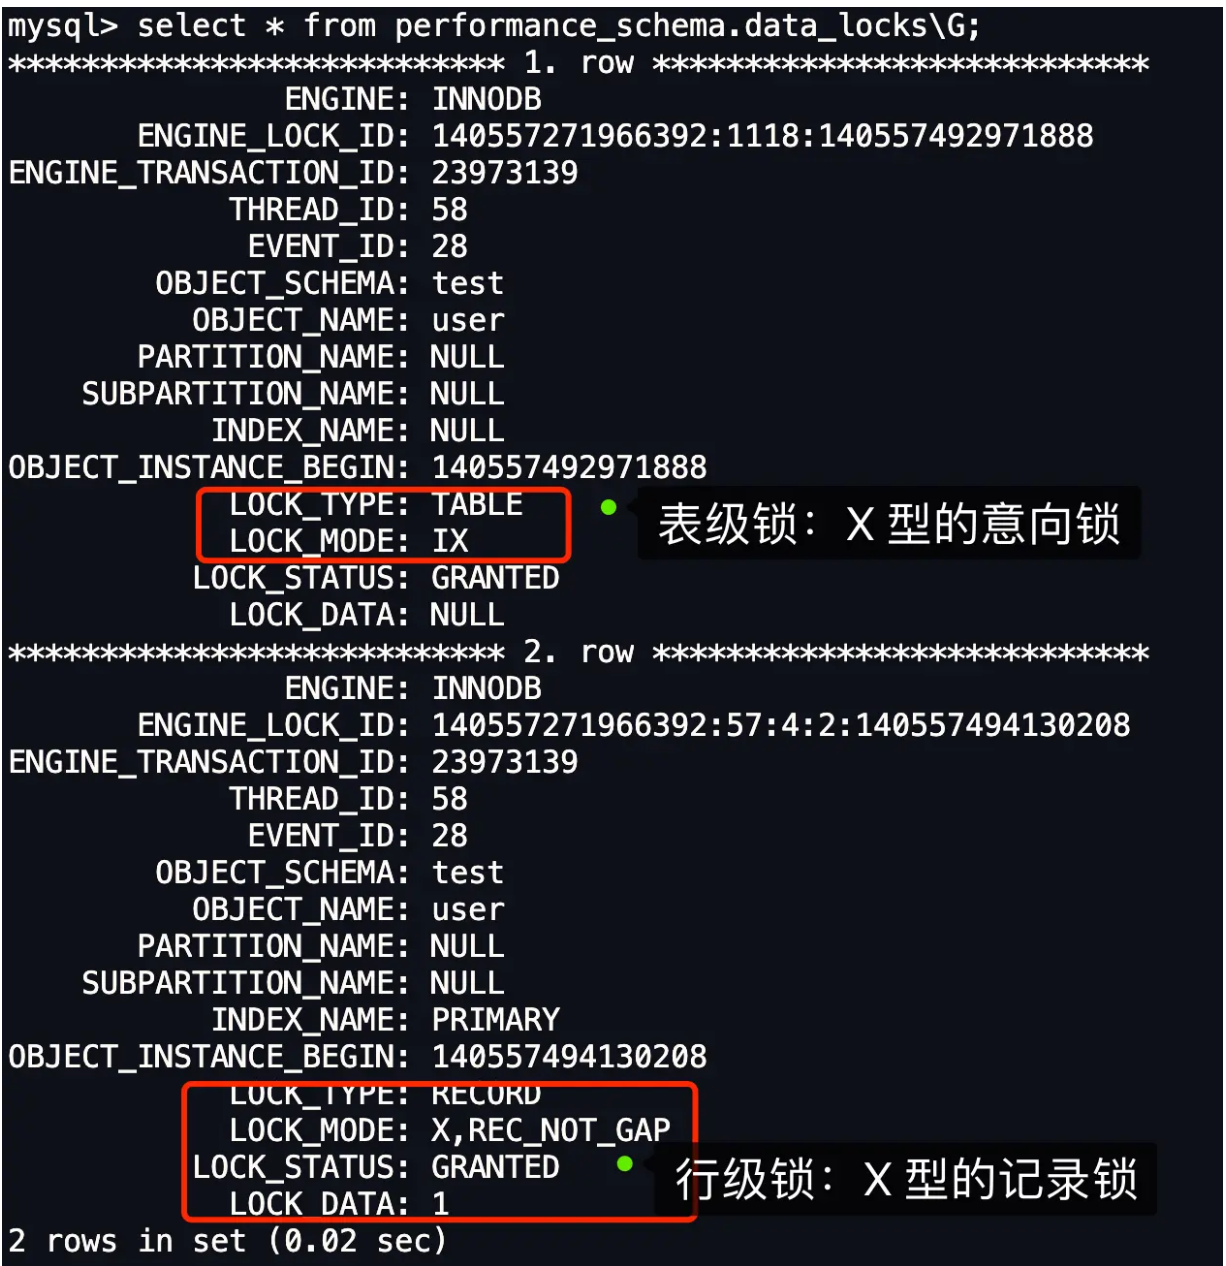 mysql> select * from performance_schema.data_locks\G;
*************************** 1. row ***************************
ENGINE: INNODB
ENGINE_LOCK_ID: 140557271966392:1118:140557492971888
ENGINE_TRANSACTION_ID: 23973139
THREAD_ID: 58
EVENT_ID: 28
OBJECT_SCHEMA: test
OBJECT_NAME: user
PARTITION_NAME: NULL
SUBPARTITION_NAME: NULL
INDEX_NAME: NULL
OBJECT_INSTANCE_BEGIN: 140557492971888
LOCK_TYPE: TABLE
表级锁：X 型的意向锁
LOCK_MODE: IX
LOCK_STATUS: GRANTED
LOCK_DATA: NULL
*************************** 2. row ***************************
ENGINE: INNODB
ENGINE_LOCK_ID: 140557271966392:57:4:2:140557494130208
ENGINE_TRANSACTION_ID: 23973139
THREAD_ID: 58
EVENT_ID: 28
OBJECT_SCHEMA: test
OBJECT_NAME: user
PARTITION_NAME: NULL
SUBPARTITION_NAME: NULL
INDEX_NAME: PRIMARY
OBJECT_INSTANCE_BEGIN: 140557494130208
LOCK_TYPE: RECORD
LOCK_MODE: X,REC_NOT_GAP
LOCK_STATUS: GRANTED
行级锁：X 型的记录锁
LOCK_DATA: 1
2 rows in set (0.02 sec)